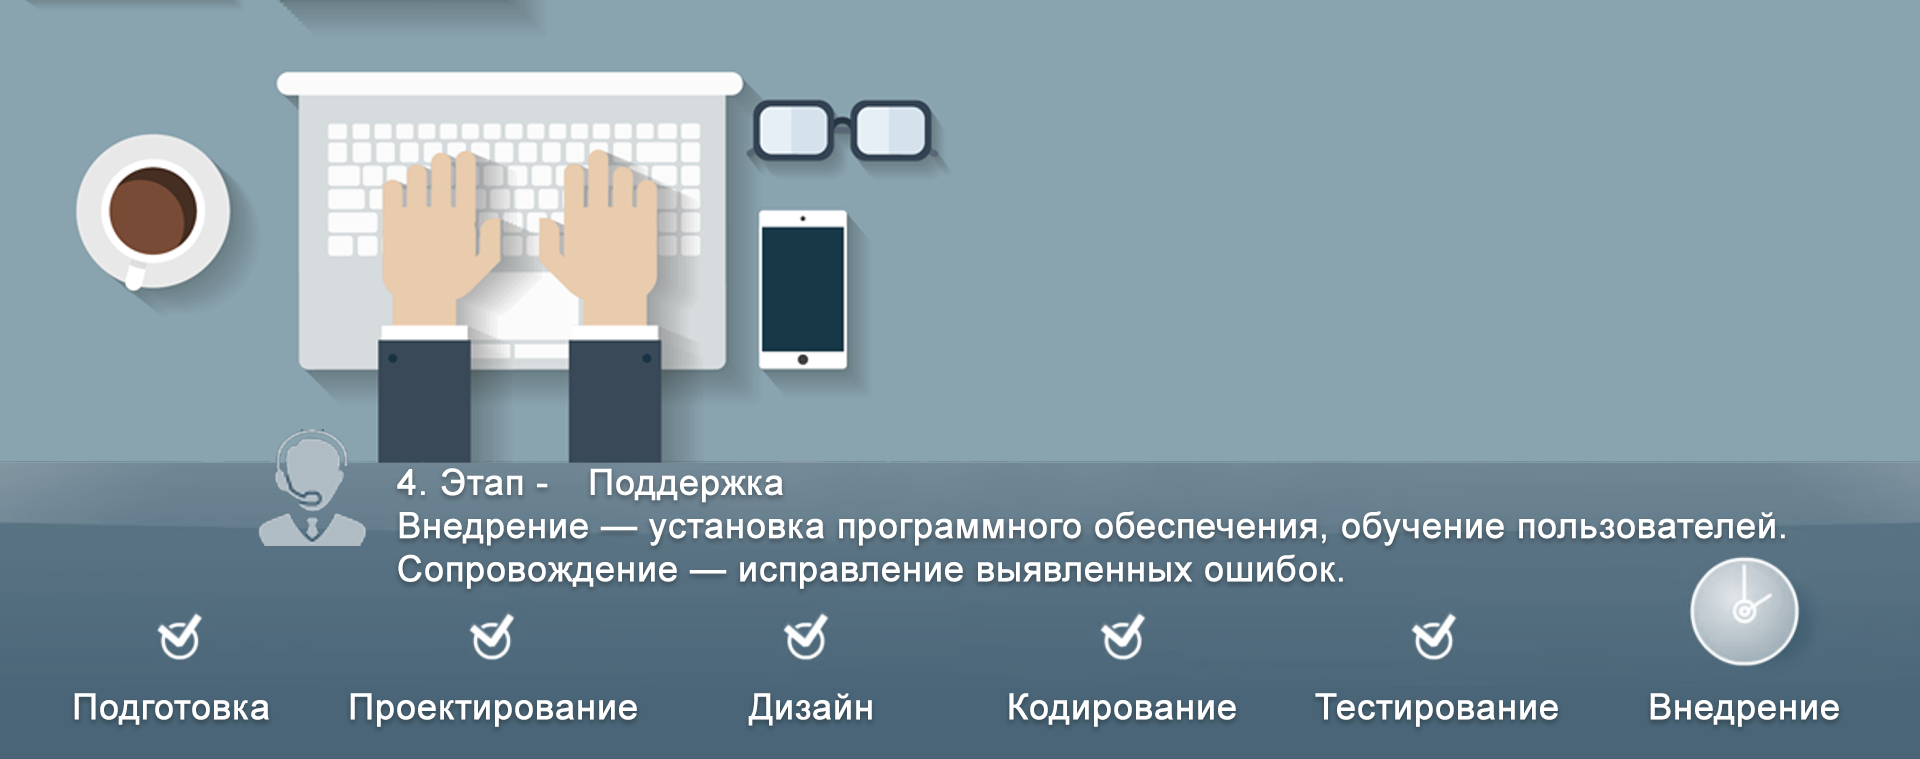 4. Этап - Поддержка
Внедрение — установка программного обеспечения, обучение пользователей.
Сопровождение — исправление выявленных ошибок.
Подготовка Проектирование Дизайн Кодирование Тестирование Внедрение